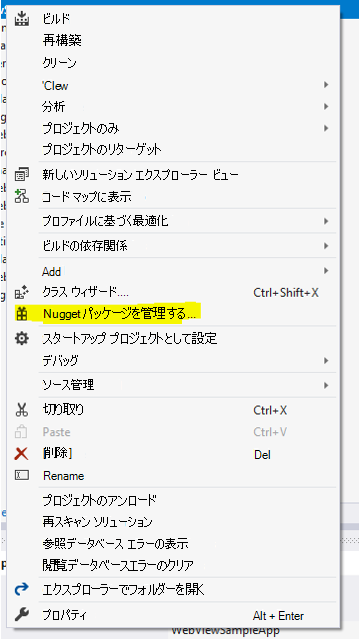 ビルド
再構築
クリーン
'Clew
分析
プロジェクトのみ
プロジェクトのリターゲット
新しいソリューション エクスプローラー ビュー
コード マップに表示
プロファイルに基づく最適化
ビルドの依存関係
Add
クラス ウィザード.... Ctrl+Shift+X
Nugget パッケージを管理する...
スタートアップ プロジェクトとして設定
デバッグ
ソース管理
切り取り Ctrl+X
Paste Ctrl+V
削除] Del
Rename
プロジェクトのアンロード
再スキャン ソリューション
参照データベース エラーの表示
閲覧データベースエラーのクリア
エクスプローラーでフォルダーを開く
プロパティ Alt + Enter
WebViewSampleApp